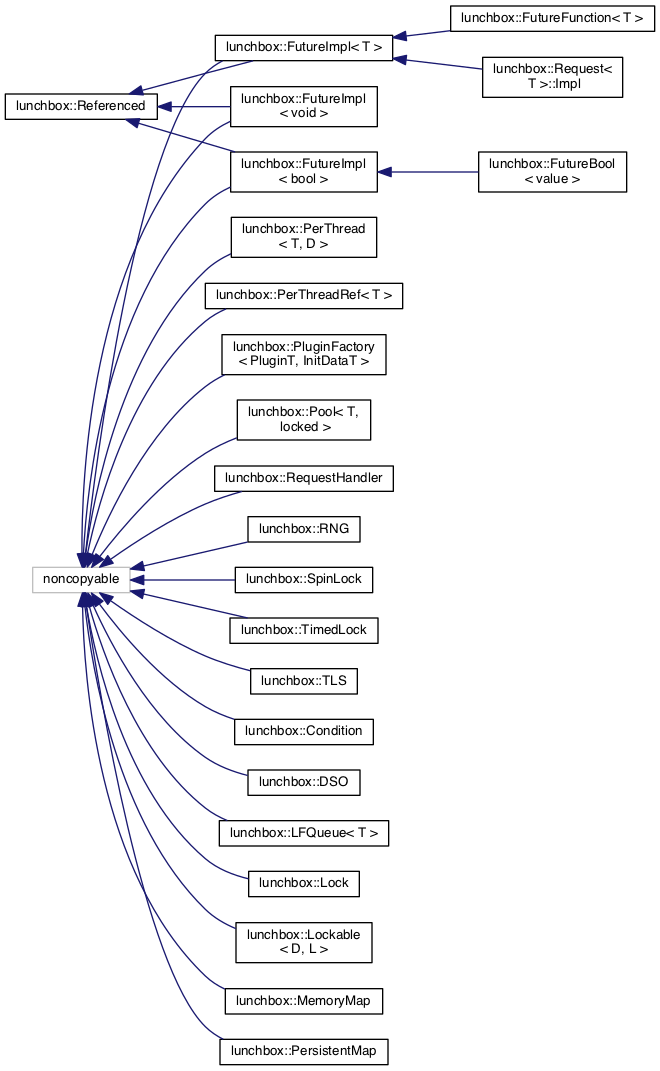 lunchbox::FutureFunction< T >
lunchbox::FutureImpl< T >
lunchbox::Request<
T >::Impl
lunchbox::Referenced
lunchbox::FutureImpl
< void >
lunchbox::FutureImpl
< bool >
lunchbox::FutureBool
< value >
lunchbox::PerThread
< T, D >
lunchbox::PerThreadRef< T >
lunchbox::PluginFactory
< PluginT, InitDataT >
lunchbox::Pool< T,
locked >
lunchbox::RequestHandler
lunchbox::RNG
noncopyable
lunchbox::SpinLock
lunchbox::TimedLock
lunchbox::TLS
lunchbox::Condition
lunchbox::DSO
lunchbox::LFQueue< T >
lunchbox::Lock
lunchbox::Lockable
< D, L >
lunchbox::MemoryMap
lunchbox::PersistentMap